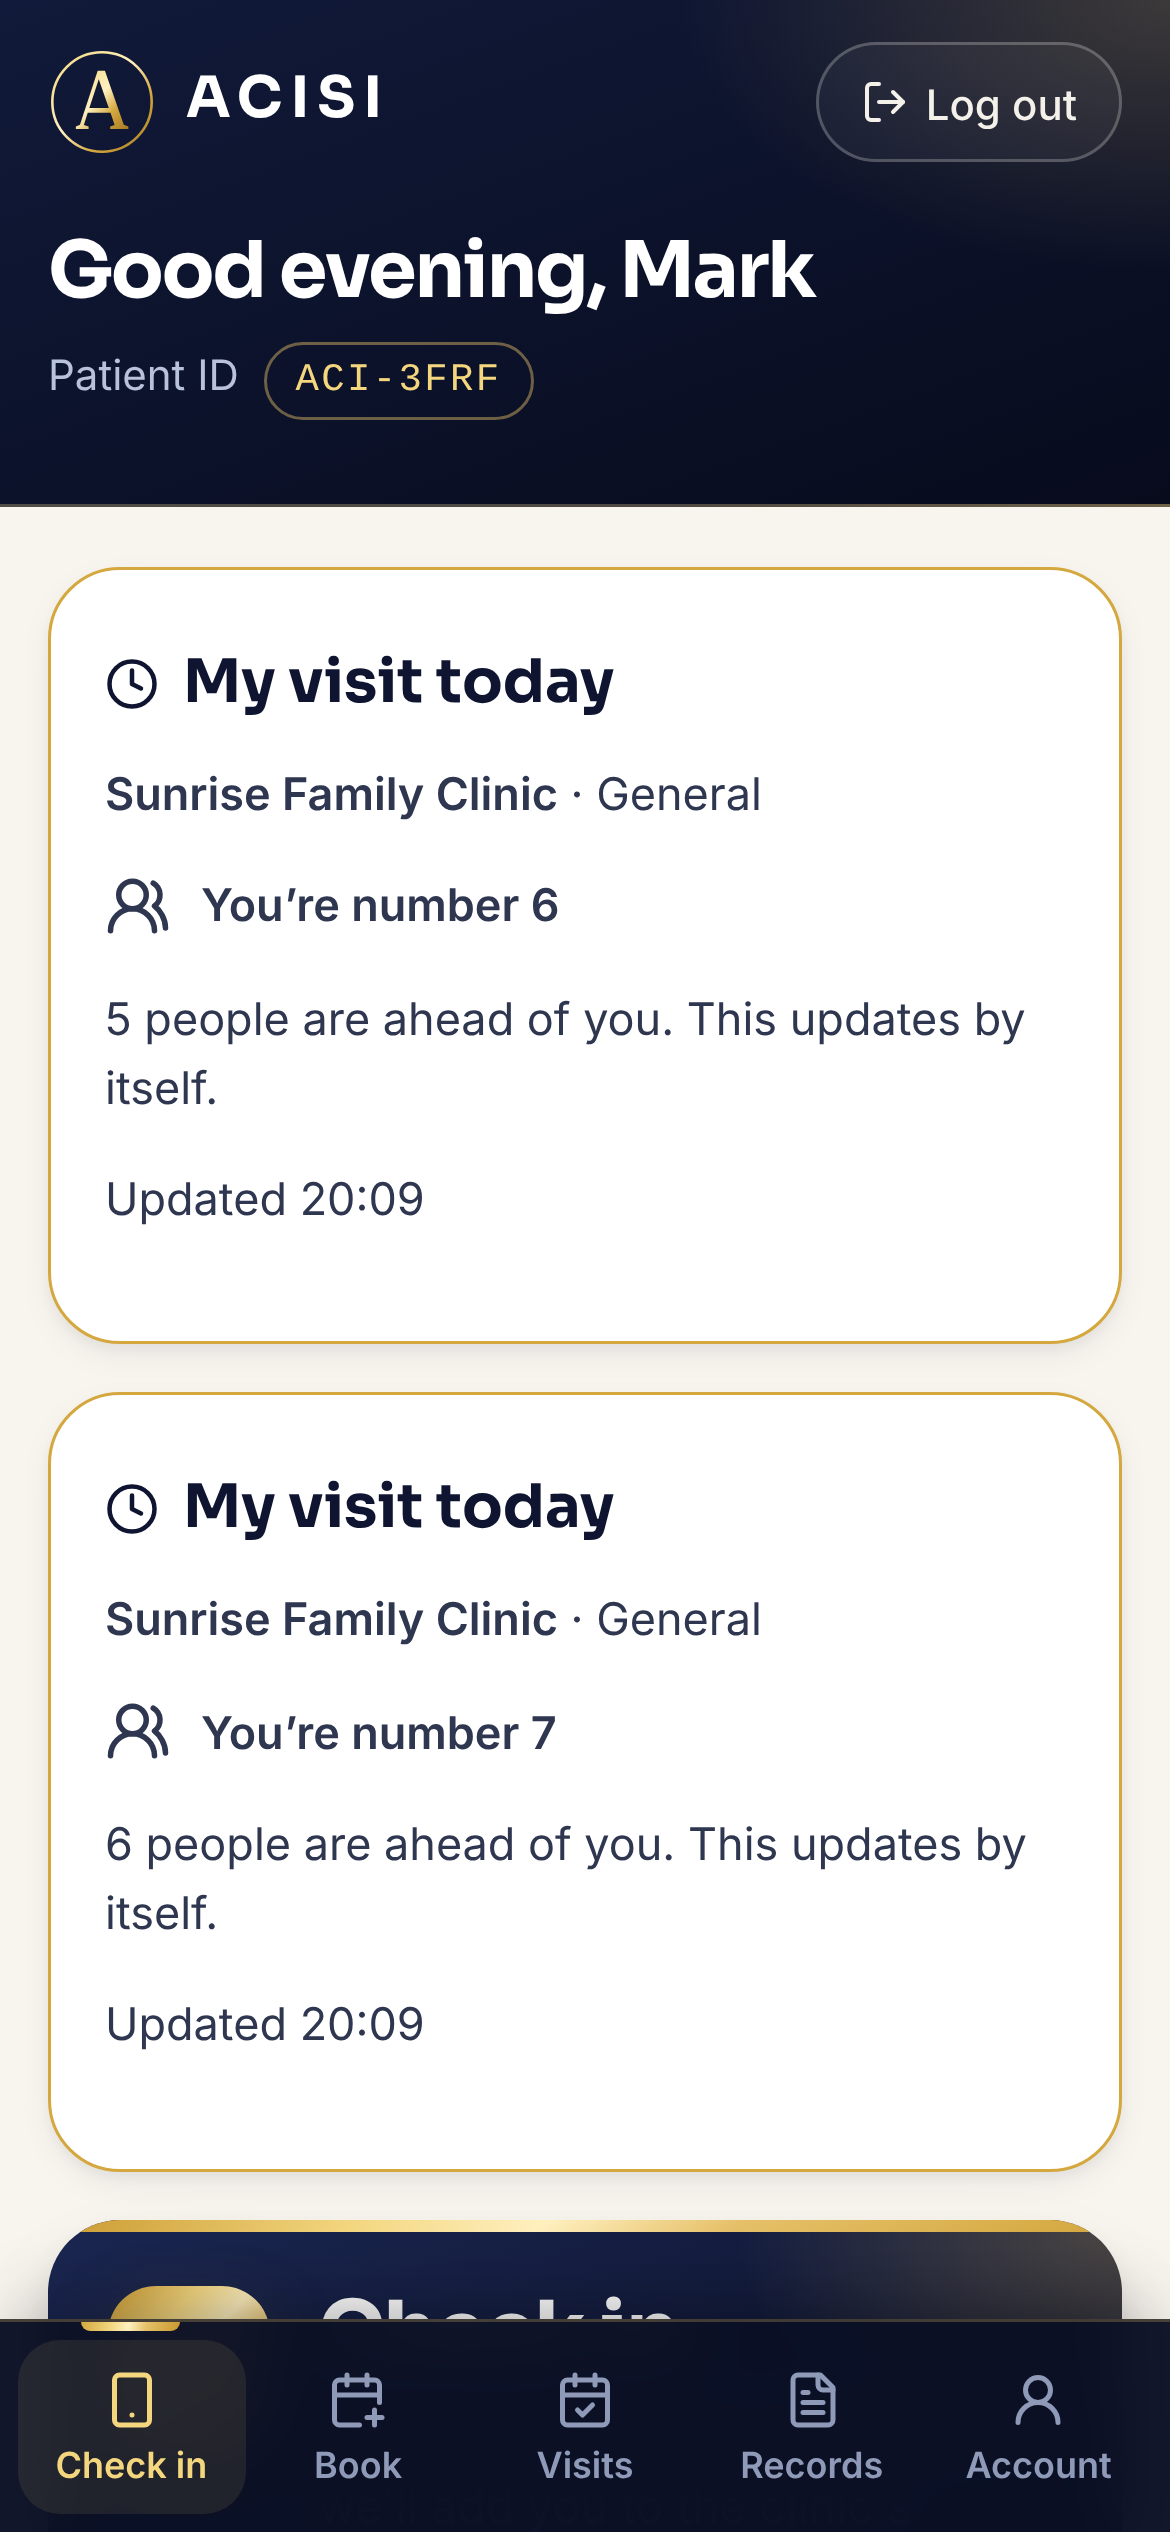 A ACISI
Log out
Good evening, Mark
Patient ID ACI-3FRF
My visit today
Sunrise Family Clinic · General
You’re number 6
5 people are ahead of you. This updates by
itself.
Updated 20:09
My visit today
Sunrise Family Clinic · General
You’re number 7
6 people are ahead of you. This updates by
itself.
Updated 20:09
Check in
Check in
Book
Visits
Records
Account